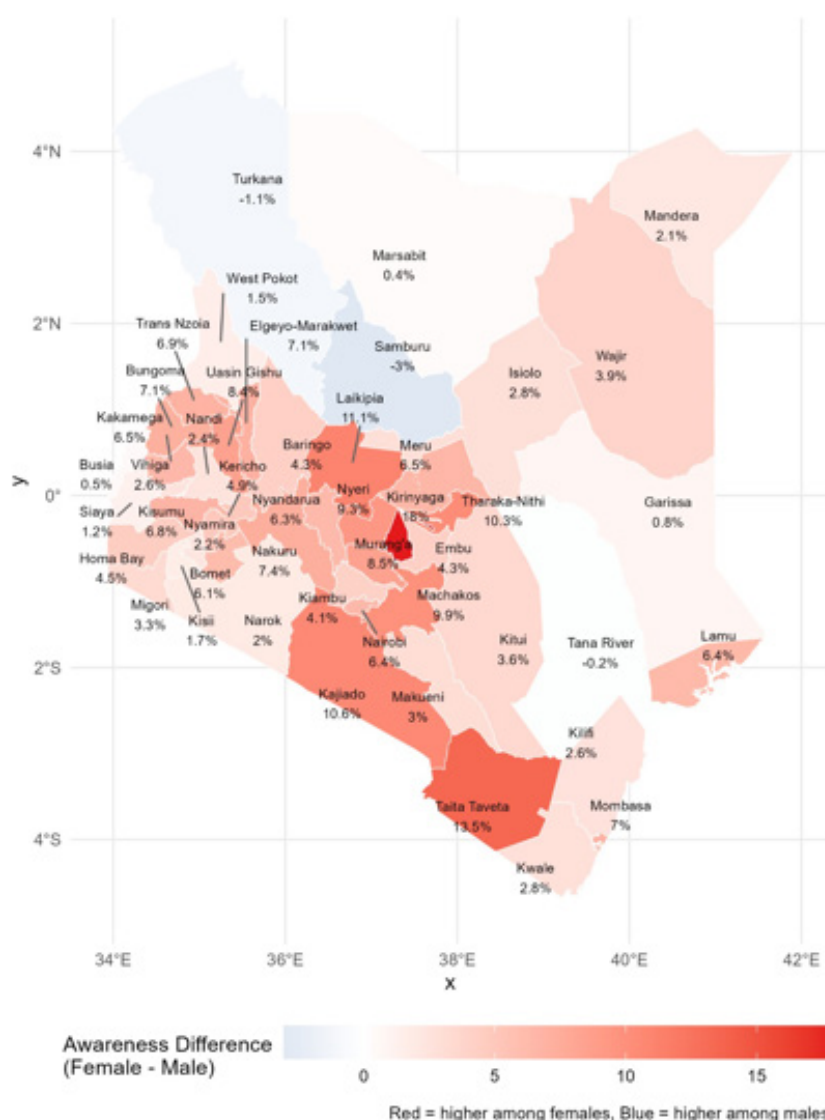 4°N
Turkana
-1.1%
Mandera
2.1%
Marsabit
0.4%
West Pokot
1.5%
2°N
Trans Nzoia
6.9%
Elgeyo-Marakwet
7.1%
Samburu
-3%
Wajir
3.9%
Bungoma
7.1%
Uasin Gishu
8.4%
Isiolo
2.8%
Laikipia
11.1%
Kakamega
6.5%
Nandi
2.4%
Baringo
4.3%
Meru
6.5%
Busia
0.5%
Vihiga
2.6%
Kericho
4.9%
Nyeri
9.3%
Kirinyaga
18%
Theraka-Nithi
10.3%
Garissa
0.8%
y
0°
Siaya
1.2%
Kisumu
6.8%
Nyamira
2.2%
Nyandarua
6.3%
Murang'a
8.5%
Embu
4.3%
Homa Bay
4.5%
Bomet
6.1%
Nakuru
7.4%
Migori
3.3%
Kisii
1.7%
Narok
2%
Kiambu
4.1%
Machakos
9.9%
Nairobi
6.4%
Kitui
3.6%
Tana River
-0.2%
Lamu
6.4%
2°S
Kajiado
10.6%
Makueni
3%
Kilifi
2.6%
Taita Taveta
13.5%
Mombasa
7%
4°S
Kwale
2.8%
34°E 36°E 38°E 40°E 42°E
x
Awareness Difference
(Female - Male)
0 5 10 15
Red = higher among females, Blue = higher among males